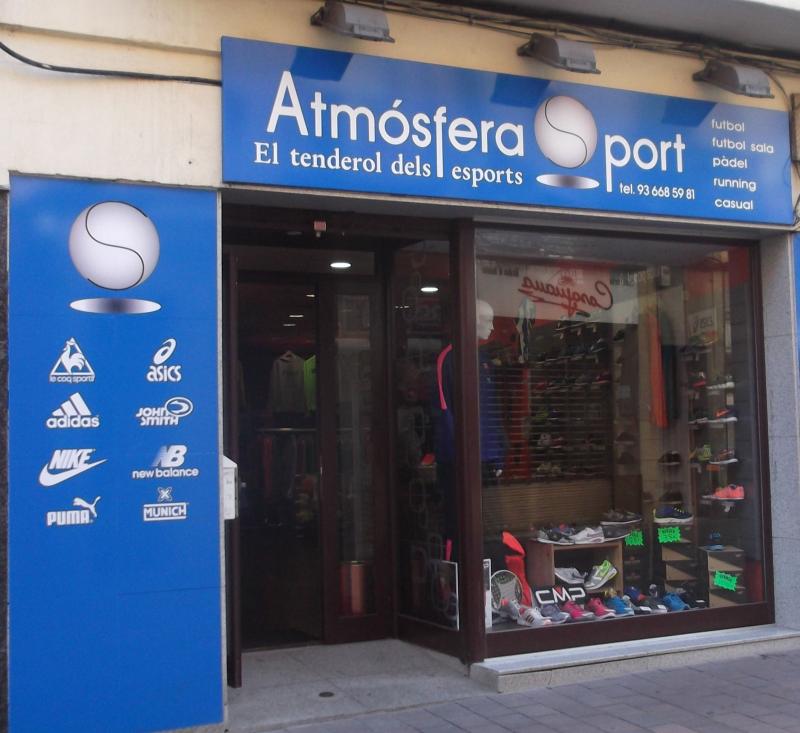 Atmósfera Sport
El tenderol dels esports
tel. 93 668 59 81
futbol
futbol sala
pàdel
running
casual
le coq sportif
asics
adidas
JOHN SMITH
NIKE
NB
new balance
PUMA
MUNICH
CMP